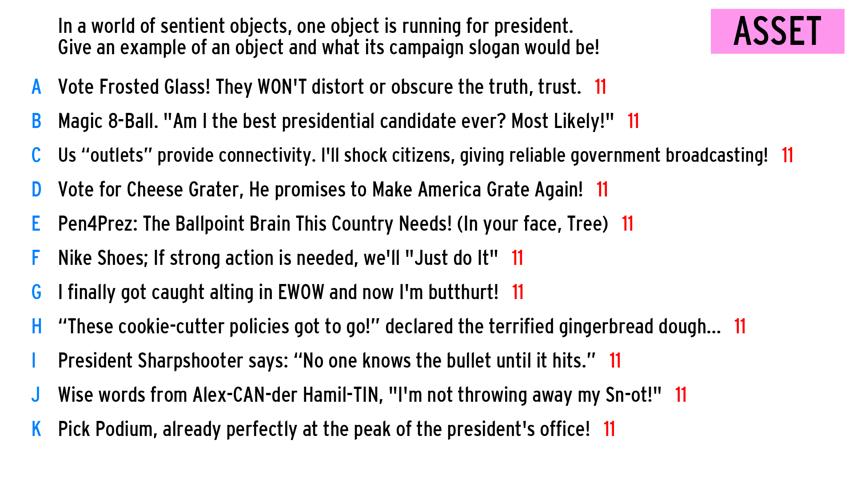 In a world of sentient objects, one object is running for president.
Give an example of an object and what its campaign slogan would be!
ASSET
A Vote Frosted Glass! They WON'T distort or obscure the truth, trust. 11
B Magic 8-Ball. "Am I the best presidential candidate ever? Most Likely!" 11
C Us “outlets” provide connectivity. I'll shock citizens, giving reliable government broadcasting! 11
D Vote for Cheese Grater, He promises to Make America Grate Again! 11
E Pen4Prez: The Ballpoint Brain This Country Needs! (In your face, Tree) 11
F Nike Shoes; If strong action is needed, we'll "Just do It" 11
G I finally got caught alting in EWOW and now I'm butthurt! 11
H “These cookie-cutter policies got to go!” declared the terrified gingerbread dough... 11
I President Sharpshooter says: “No one knows the bullet until it hits.” 11
J Wise words from Alex-CAN-der Hamil-TIN, "I'm not throwing away my Sn-ot!" 11
K Pick Podium, already perfectly at the peak of the president's office! 11